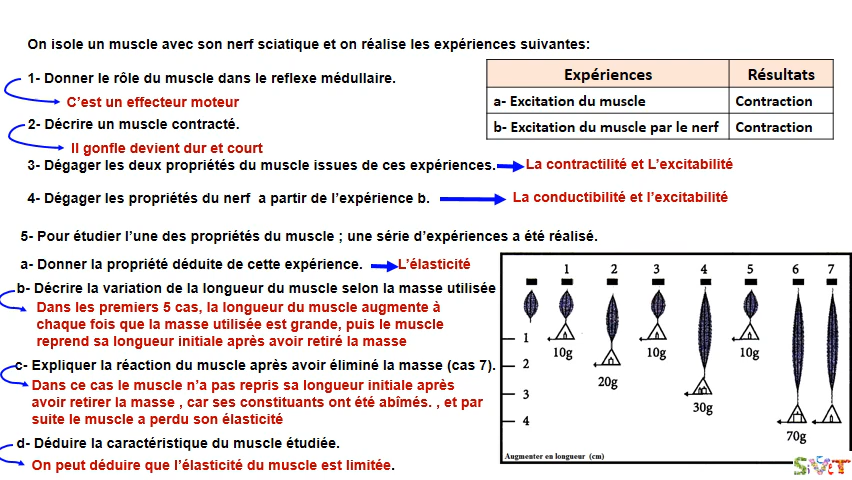 On isole un muscle avec son nerf sciatique et on réalise les expériences suivantes:
Expériences Résultats
a- Excitation du muscle Contraction
b- Excitation du muscle par le nerf Contraction
1- Donner le rôle du muscle dans le reflexe médullaire.
C’est un effecteur moteur
2- Décrire un muscle contracté.
Il gonfle devient dur et court
3- Dégager les deux propriétés du muscle issues de ces expériences. La contractilité et L’excitabilité
4- Dégager les propriétés du nerf a partir de l’expérience b. La conductibilité et l’excitabilité
5- Pour étudier l’une des propriétés du muscle ; une série d’expériences a été réalisé.
a- Donner la propriété déduite de cette expérience. L’élasticité
b- Décrire la variation de la longueur du muscle selon la masse utilisée
Dans les premiers 5 cas, la longueur du muscle augmente à
chaque fois que la masse utilisée est grande, puis le muscle
reprend sa longueur initiale après avoir retiré la masse
c- Expliquer la réaction du muscle après avoir éliminé la masse (cas 7).
Dans ce cas le muscle n’a pas repris sa longueur initiale après
avoir retirer la masse , car ses constituants ont été abîmés. , et par
suite le muscle a perdu son élasticité
d- Déduire la caractéristique du muscle étudiée.
On peut déduire que l’élasticité du muscle est limitée.
1 2 3 4 5 6 7
1
2
3
4
10g
20g
10g
30g
10g
70g
Augmenter en longueur (cm)